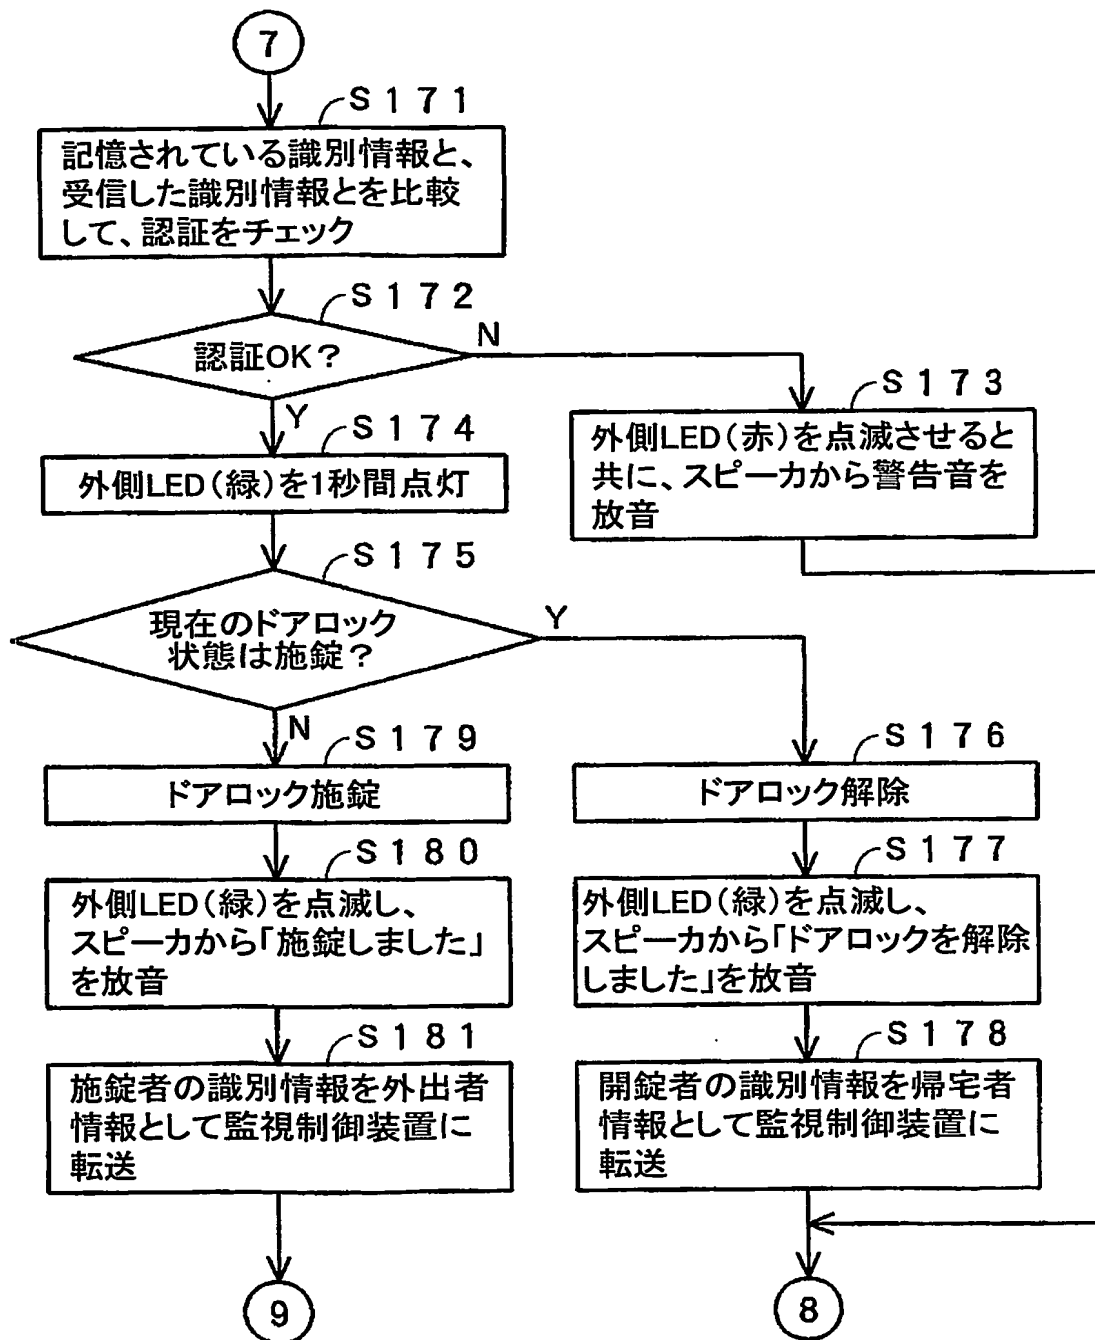 7
S171
記憶されている識別情報と、
受信した識別情報とを比較
して、認証をチェック
S172
認証OK?
N
Y
S173
外側LED(赤)を点滅させると
共に、スピーカから警告音を
放音
S174
外側LED(緑)を1秒間点灯
S175
現在のドアロック
状態は施錠?
Y
N
S179
ドアロック施錠
S176
ドアロック解除
S180
外側LED(緑)を点滅し、
スピーカから「施錠しました」
を放音
S177
外側LED(緑)を点滅し、
スピーカから「ドアロックを解除
しました」を放音
S181
施錠者の識別情報を外出者
情報として監視制御装置に
転送
S178
開錠者の識別情報を帰宅者
情報として監視制御装置に
転送
9
8